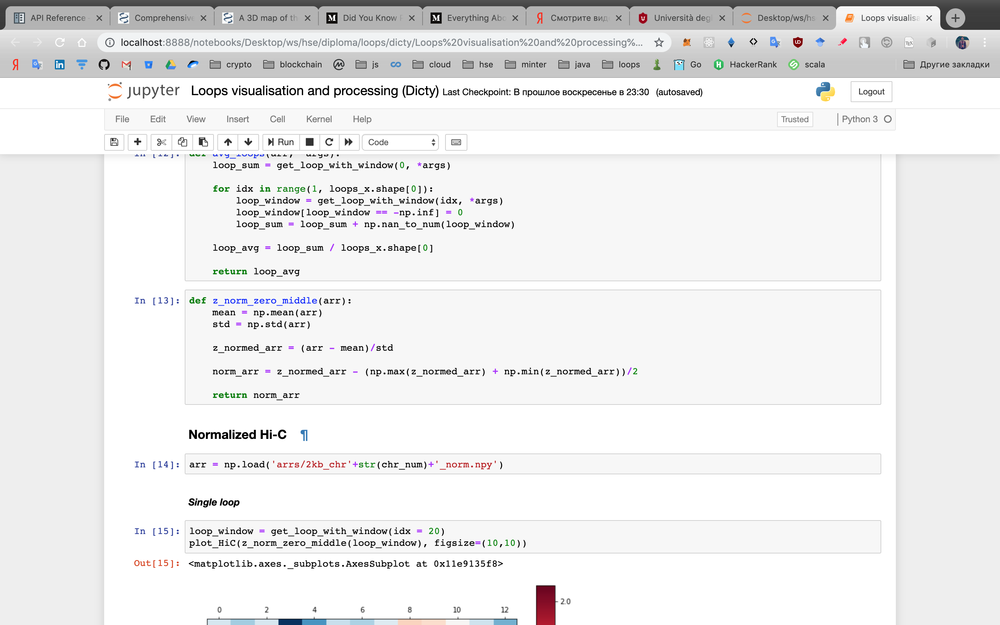 API Reference -
Comprehensive
A 3D map of th
Did You Know F
Everything Abo
Смотрите вид
Università degl
Desktop/ws/hs
Loops visualisa
localhost:8888/notebooks/Desktop/ws/hse/diploma/loops/dicty/Loops%20visualisation%20and%20processing%...
crypto blockchain js cloud hse minter java loops Go HackerRank scala Другие закладки
jupyter Loops visualisation and processing (Dicty) Last Checkpoint: В прошлое воскресенье в 23:30 (autosaved)
Logout
File Edit View Insert Cell Kernel Help Trusted Python 3
Run Code
In [12]: def avg_loops(arr, *args):
loop_sum = get_loop_with_window(0, *args)
for idx in range(1, loops_x.shape[0]):
loop_window = get_loop_with_window(idx, *args)
loop_window[loop_window == -np.inf] = 0
loop_sum = loop_sum + np.nan_to_num(loop_window)
loop_avg = loop_sum / loops_x.shape[0]
return loop_avg
In [13]: def z_norm_zero_middle(arr):
mean = np.mean(arr)
std = np.std(arr)
z_normed_arr = (arr - mean)/std
norm_arr = z_normed_arr - (np.max(z_normed_arr) + np.min(z_normed_arr))/2
return norm_arr
Normalized Hi-C ¶
In [14]: arr = np.load('arrs/2kb_chr'+str(chr_num)+'_norm.npy')
Single loop
In [15]: loop_window = get_loop_with_window(idx = 20)
plot_HiC(z_norm_zero_middle(loop_window), figsize=(10,10))
Out[15]: <matplotlib.axes._subplots.AxesSubplot at 0x11e9135f8>
2.0
0 2 4 6 8 10 12